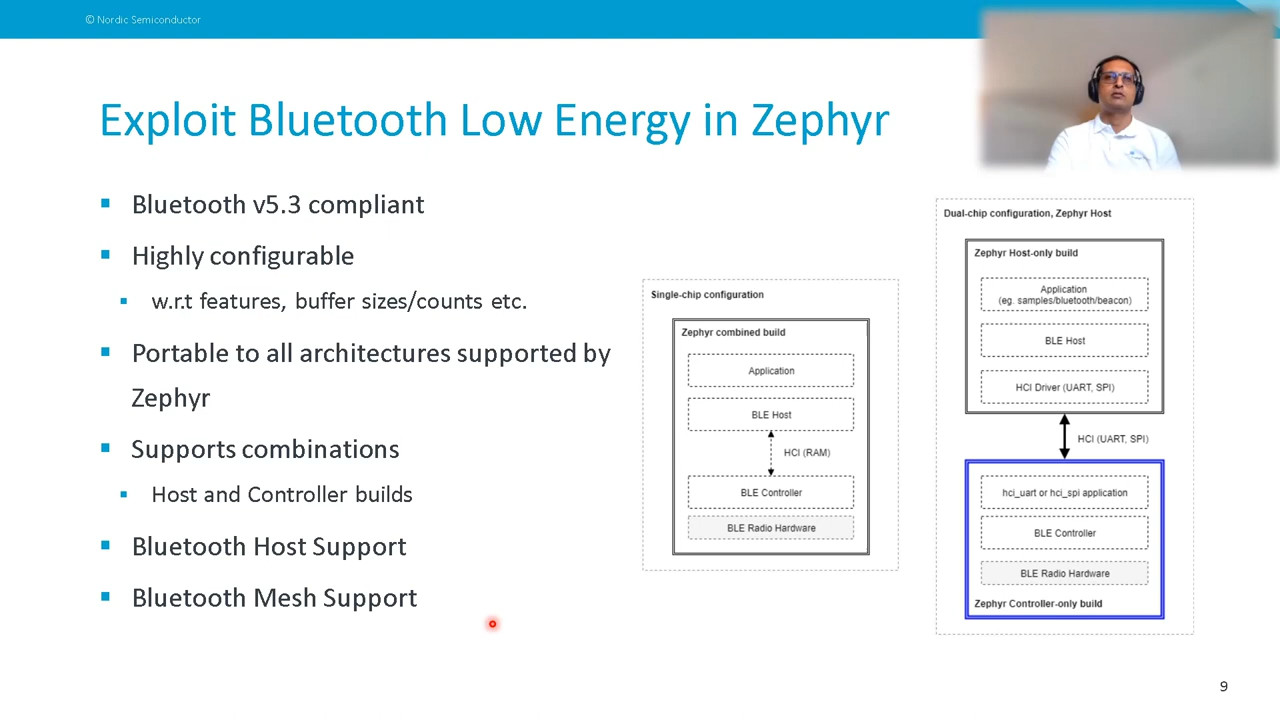 © Nordic Semiconductor
Exploit Bluetooth Low Energy in Zephyr
Bluetooth v5.3 compliant
Highly configurable
w.r.t features, buffer sizes/counts etc.
Portable to all architectures supported by
Zephyr
Supports combinations
Host and Controller builds
Bluetooth Host Support
Bluetooth Mesh Support
Single-chip configuration
Zephyr combined build
Application
BLE Host
HCI (RAM)
BLE Controller
BLE Radio Hardware
Dual-chip configuration, Zephyr Host
Zephyr Host-only build
Application
(eg. samples/bluetooth/beacon)
BLE Host
HCI Driver (UART, SPI)
HCI (UART, SPI)
hci_uart or hci_spi application
BLE Controller
BLE Radio Hardware
Zephyr Controller-only build
9